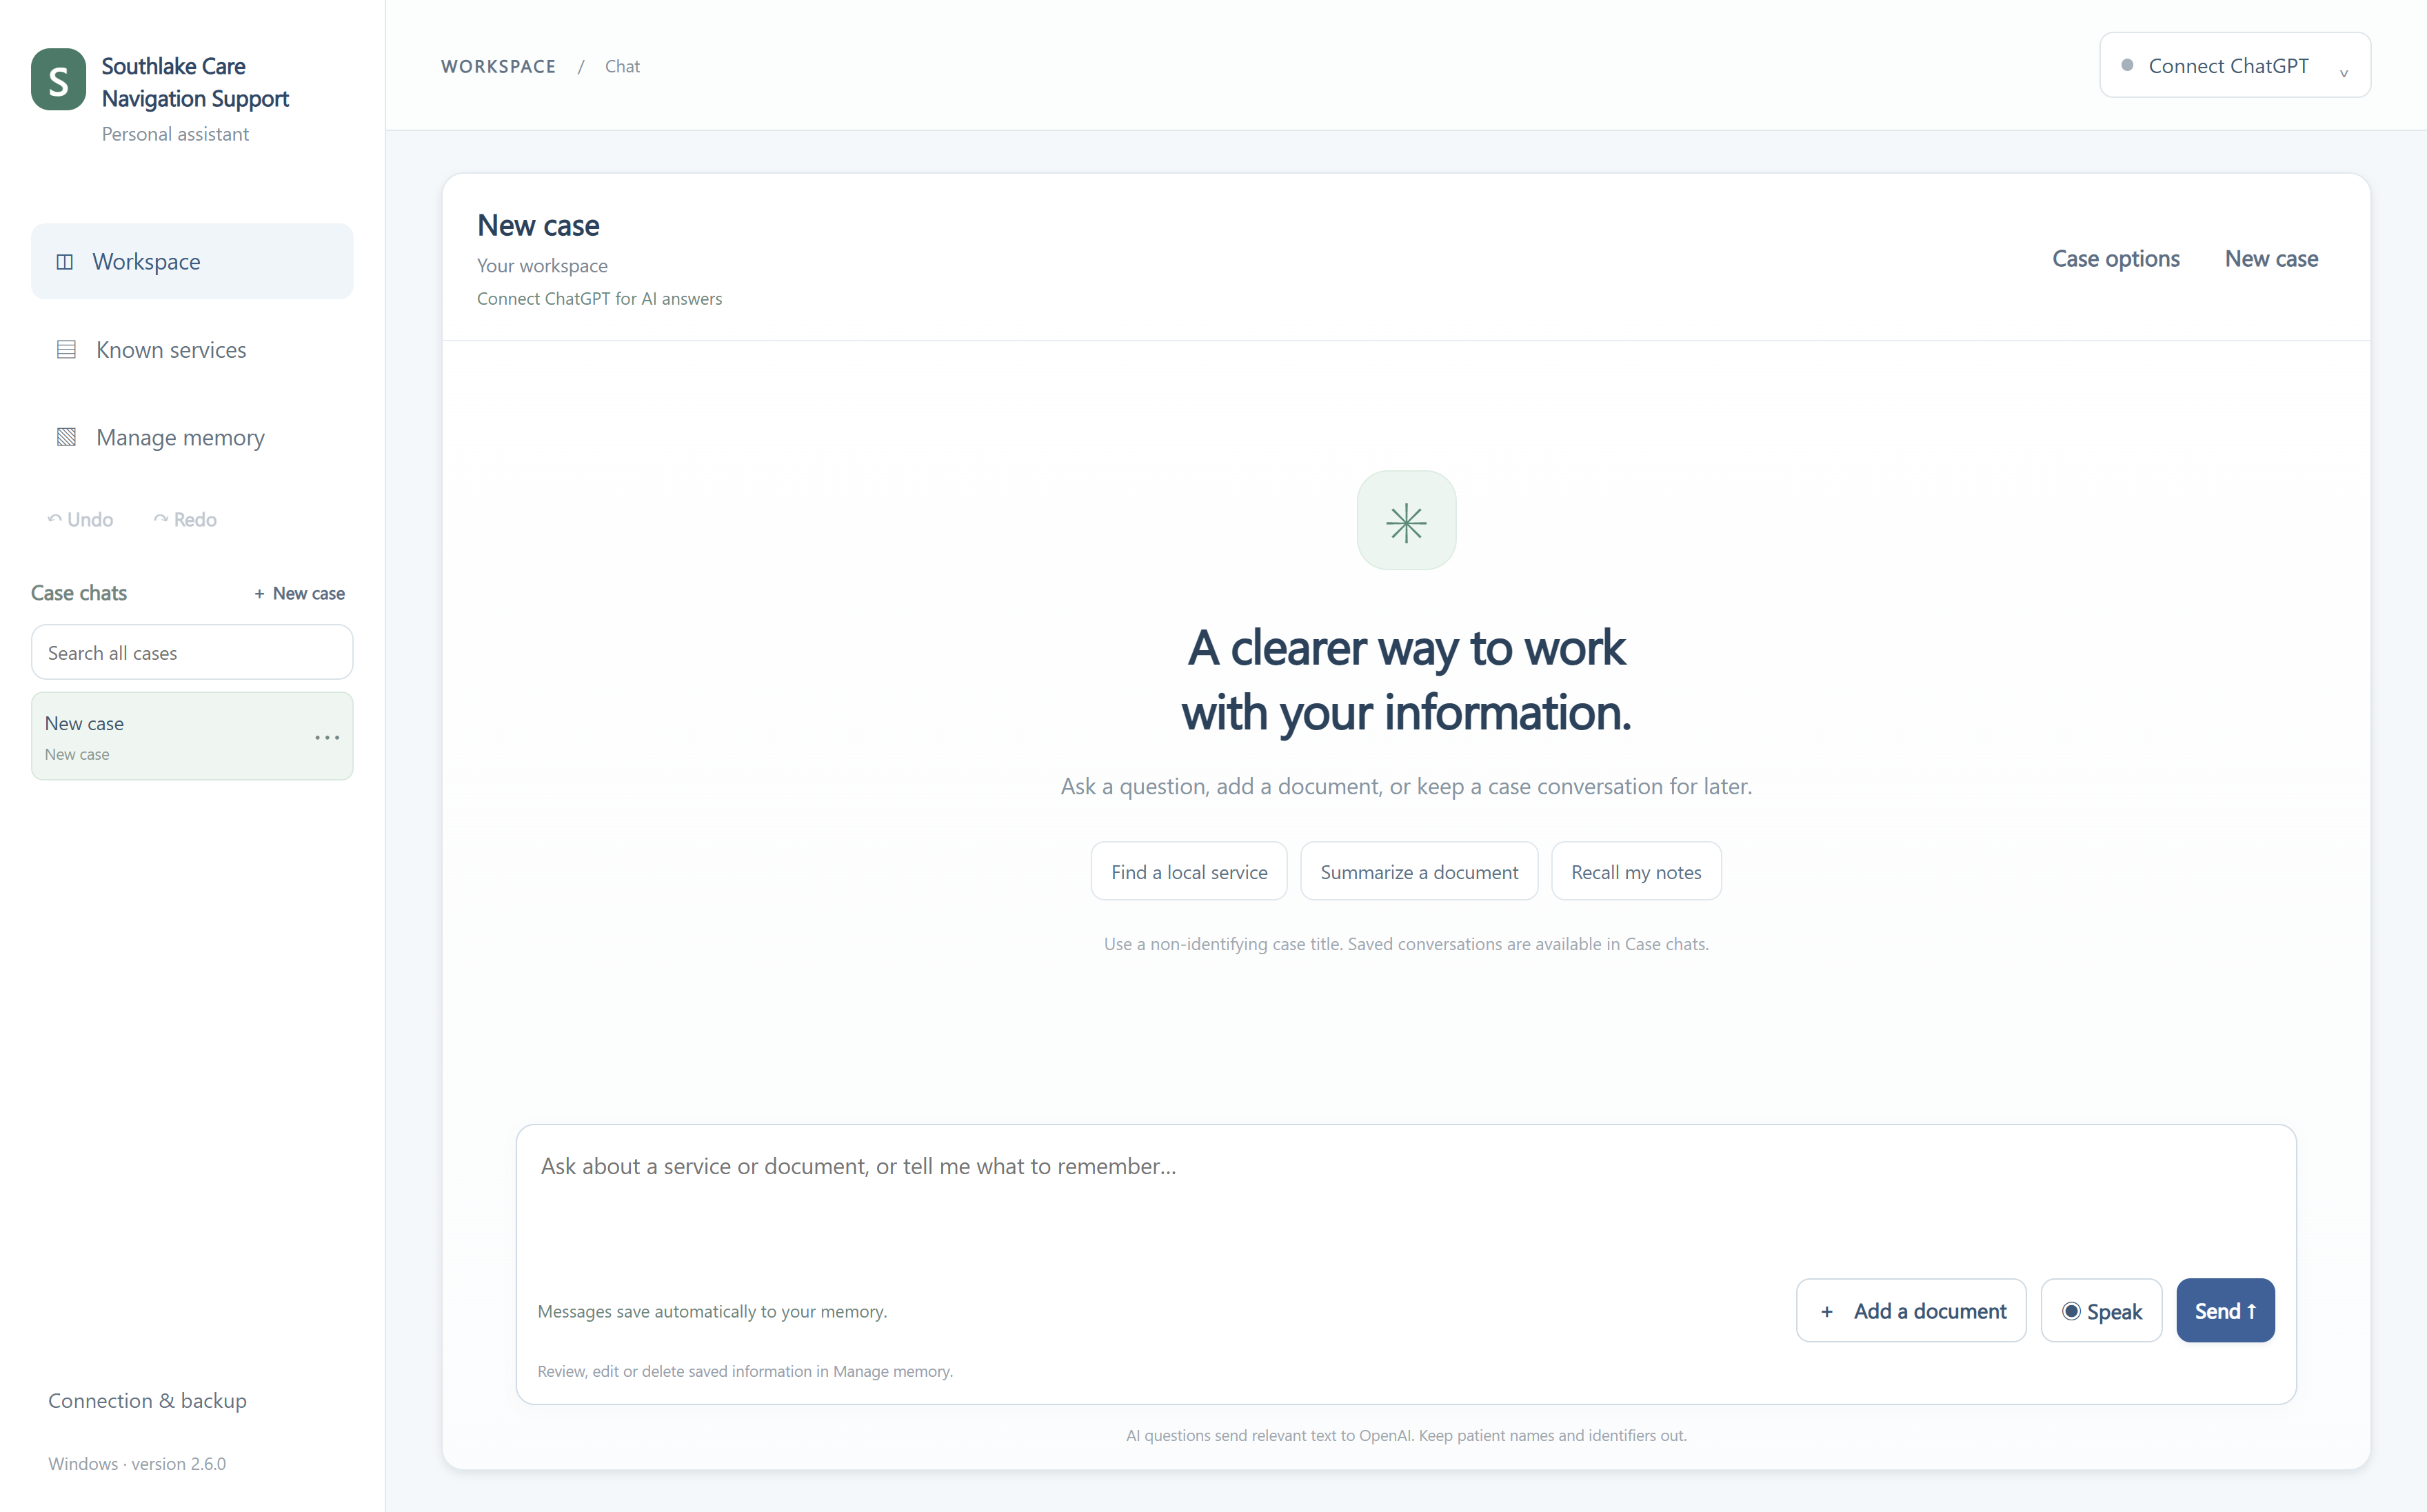 S
Southlake Care
Navigation Support
Personal assistant
Workspace
Known services
Manage memory
↶ Undo
↷ Redo
Case chats
+ New case
Search all cases
New case
New case
...
Connection & backup
Windows · version 2.6.0
WORKSPACE / Chat
Connect ChatGPT v
New case
Your workspace
Connect ChatGPT for AI answers
Case options
New case
A clearer way to work
with your information.
Ask a question, add a document, or keep a case conversation for later.
Find a local service
Summarize a document
Recall my notes
Use a non-identifying case title. Saved conversations are available in Case chats.
Ask about a service or document, or tell me what to remember...
Messages save automatically to your memory.
+ Add a document
◉ Speak
Send ↑
Review, edit or delete saved information in Manage memory.
AI questions send relevant text to OpenAI. Keep patient names and identifiers out.